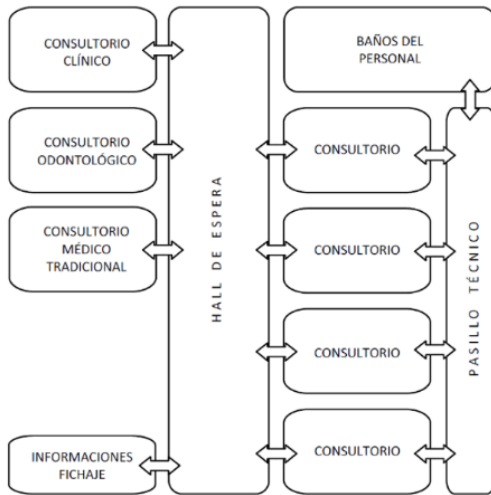 CONSULTORIO
CLÍNICO
CONSULTORIO
ODONTOLÓGICO
CONSULTORIO
MÉDICO
TRADICIONAL
INFORMACIONES
FICHAJE
HALL DE ESPERA
BAÑOS DEL
PERSONAL
CONSULTORIO
CONSULTORIO
CONSULTORIO
CONSULTORIO
PASILLO TÉCNICO